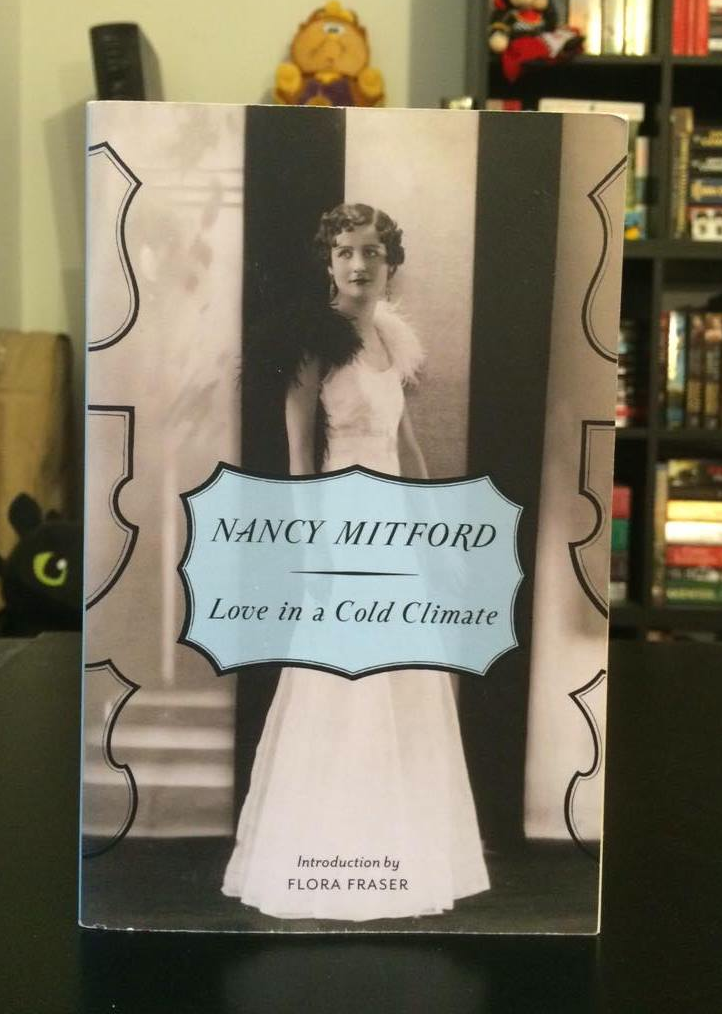 NANCY MITFORD
Love in a Cold Climate
Introduction by
FLORA FRASER